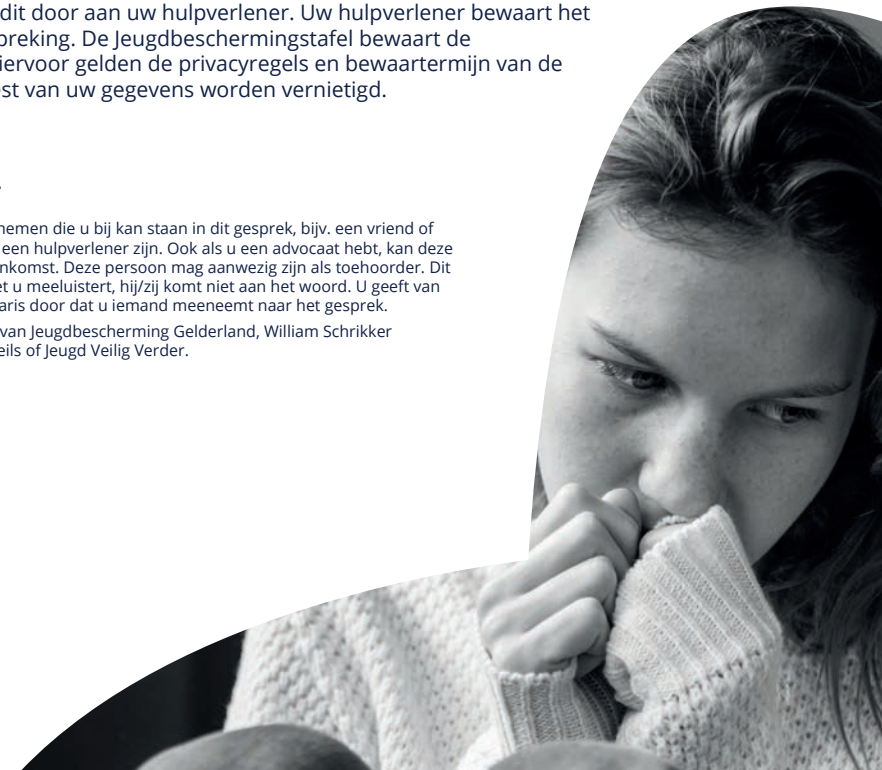 dit door aan uw hulpverlener. Uw hulpverlener bewaart het
preking. De Jeugdbeschermingstafel bewaart de
iervoor gelden de privacyregels en bewaartermijn van de
st van uw gegevens worden vernietigd.
nemen die u bij kan staan in dit gesprek, bijv. een vriend of
een hulpverlener zijn. Ook als u een advocaat hebt, kan deze
nkomst. Deze persoon mag aanwezig zijn als toehoorder. Dit
et u meeluistert, hij/zij komt niet aan het woord. U geeft van
aris door dat u iemand meeneemt naar het gesprek.
van Jeugdbescherming Gelderland, William Schrikker
eils of Jeugd Veilig Verder.